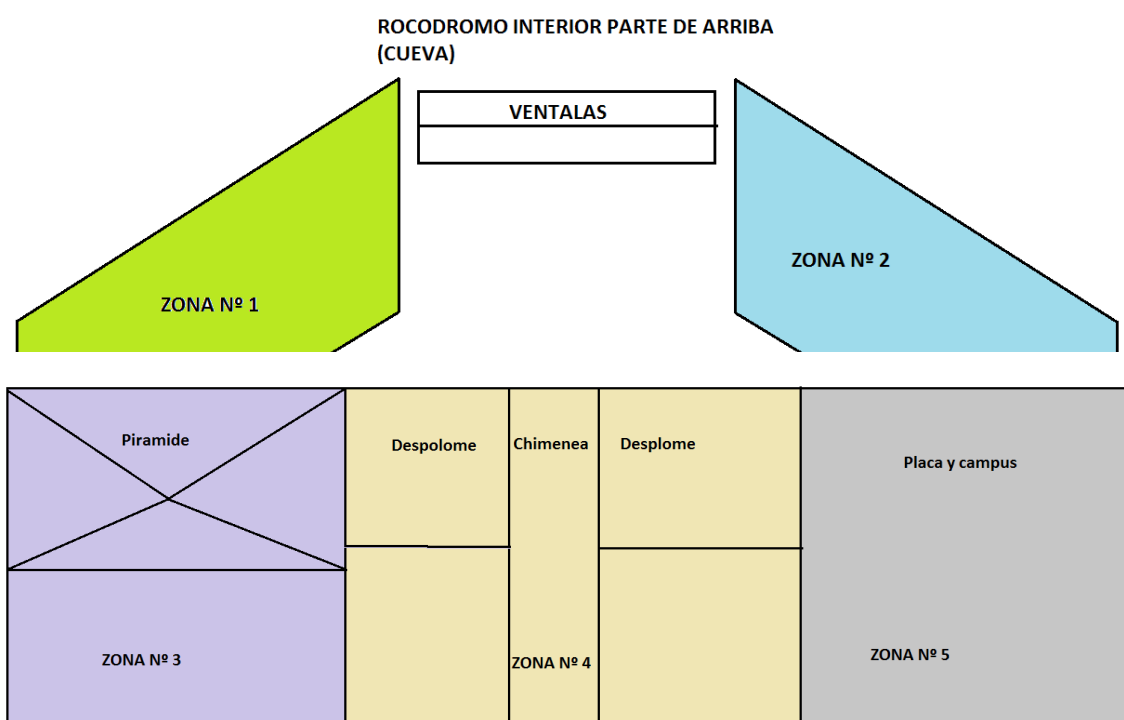 ROCODROMO INTERIOR PARTE DE ARRIBA
(CUEVA)
VENTALAS
ZONA Nº 1
ZONA Nº 2
Piramide
Despolome
Chimenea
Desplome
Placa y campus
ZONA Nº 3
ZONA Nº 4
ZONA Nº 5